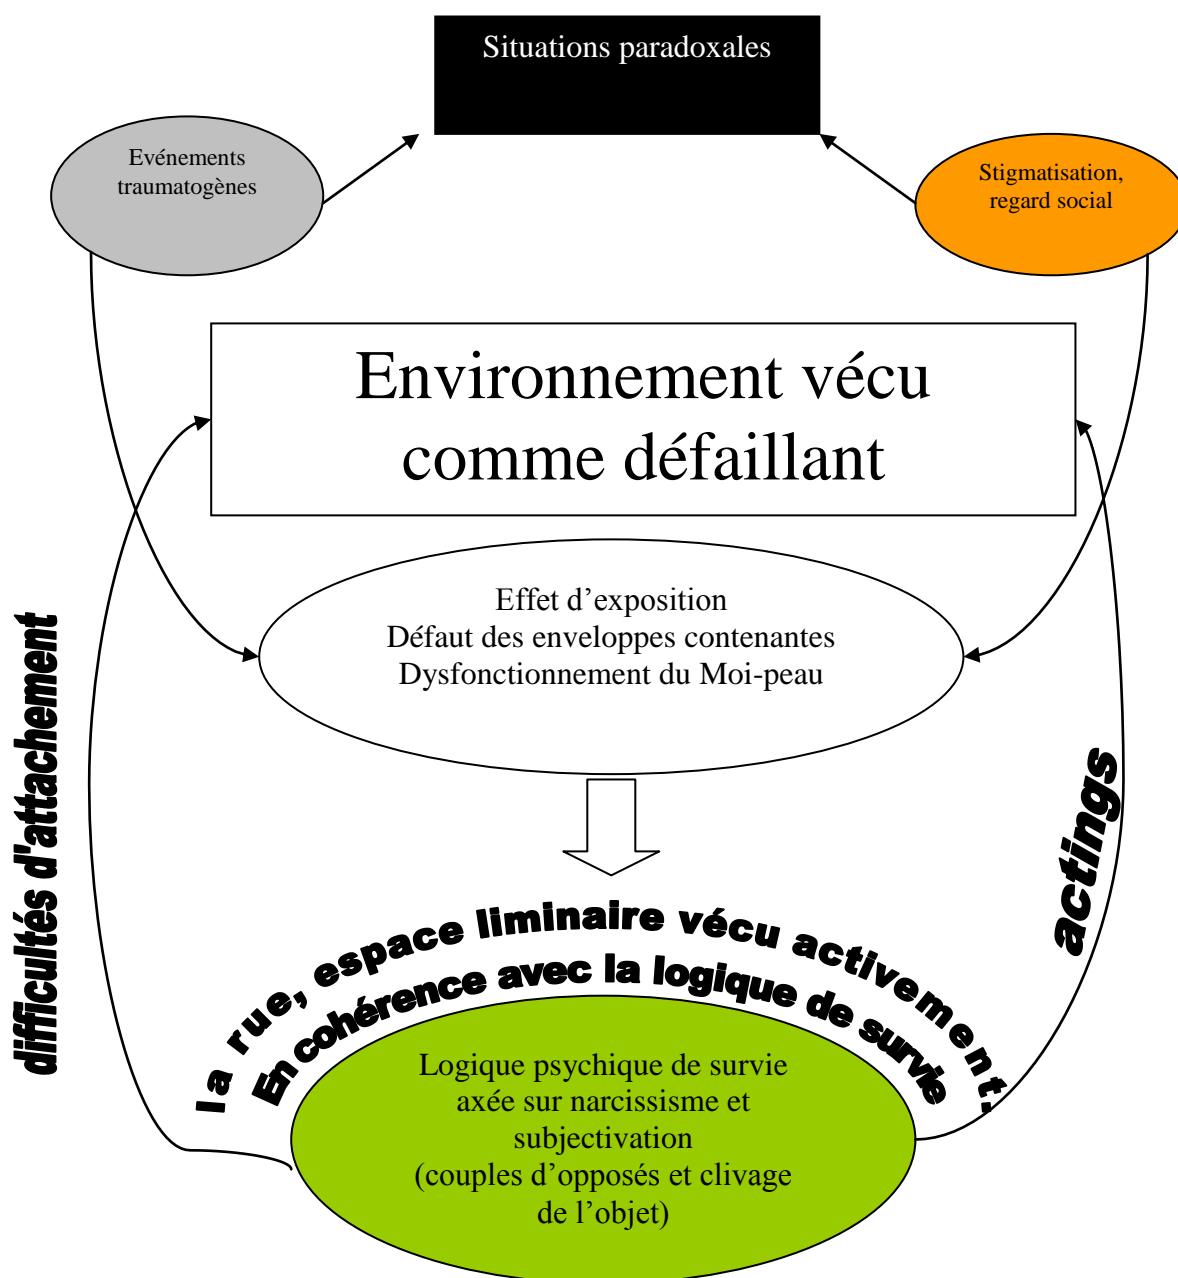 Situations paradoxales
Evénements
traumatogènes
Stigmatisation,
regard social
Environnement vécu
comme défaillant
Effet d’exposition
Défaut des enveloppes contenantes
Dysfonctionnement du Moi-peau
difficultés d'attachement
actings
la rue, espace liminaire vécu activement.
En cohérence avec la logique de survie
Logique psychique de survie
axée sur narcissisme et
subjectivation
(couples d’opposés et clivage
de l’objet)